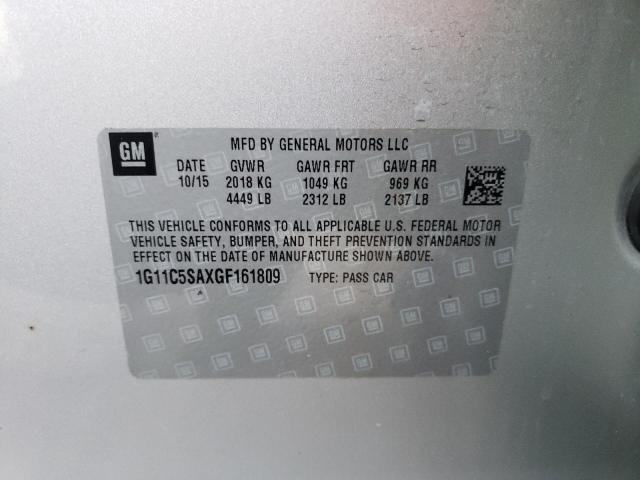 GM MFD BY GENERAL MOTORS LLC
DATE GVWR GAWR FRT GAWR RR
10/15 2018 KG 1049 KG 969 KG
4449 LB 2312 LB 2137 LB
THIS VEHICLE CONFORMS TO ALL APPLICABLE U.S. FEDERAL MOTOR
VEHICLE SAFETY, BUMPER, AND THEFT PREVENTION STANDARDS IN
EFFECT ON THE DATE OF MANUFACTURE SHOWN ABOVE.
1G11C5SAXGF161809 TYPE: PASS CAR